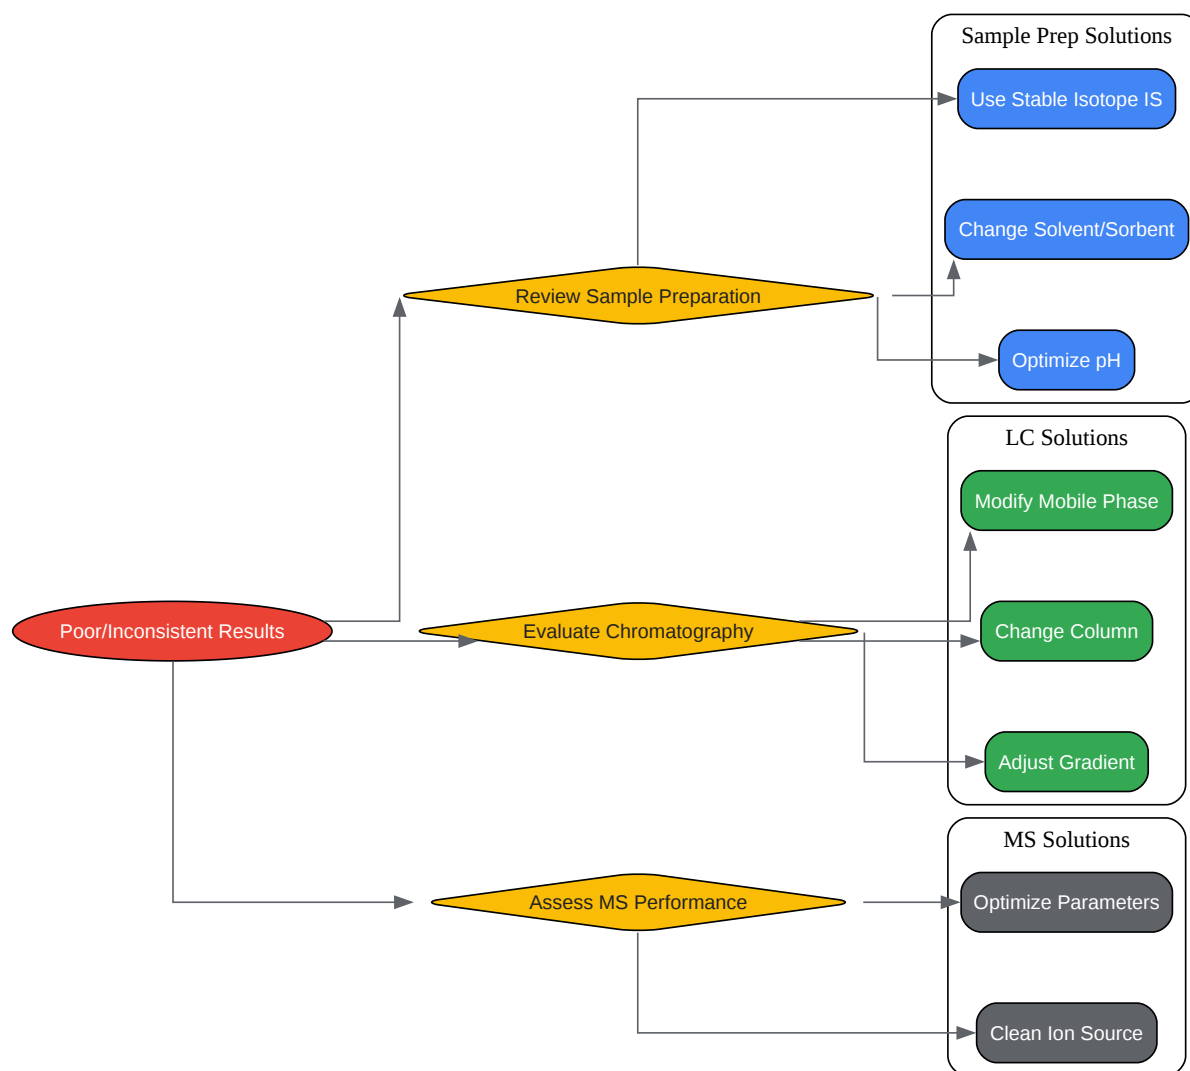 Sample Prep Solutions
Use Stable Isotope IS
Change Solvent/Sorbent
Review Sample Preparation
Optimize pH
LC Solutions
Modify Mobile Phase
Poor/Inconsistent Results
Evaluate Chromatography
Change Column
Adjust Gradient
MS Solutions
Assess MS Performance
Optimize Parameters
Clean Ion Source